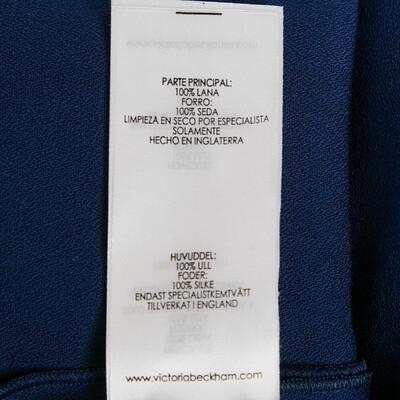 PARTE PRINCIPAL:
100% LANA
FORRO:
100% SEDA
LIMPIEZA EN SECO POR ESPECIALISTA
SOLAMENTE
HECHO EN INGLATERRA
HUVUDDEL:
100% ULL
FODER:
100% SILKE
ENDAST SPECIALISTKEMTVÄTT
TILLVERKAT I ENGLAND
www.victoriabeckham.com